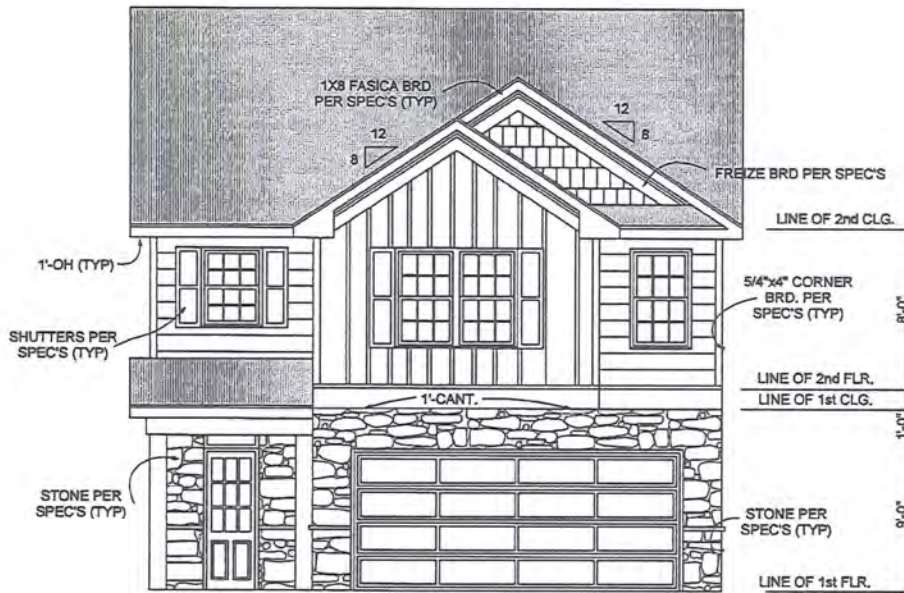 1X8 FASICA BRD
PER SPEC'S (TYP)
12
8
12
8
FREIZE BRD PER SPEC'S
LINE OF 2nd CLG.
1'-OH (TYP)
5/4"x4" CORNER
BRD. PER
SPEC'S (TYP)
8'-0"
SHUTTERS PER
SPEC'S (TYP)
LINE OF 2nd FLR.
1'-CANT.
LINE OF 1st CLG.
1'-0"
STONE PER
SPEC'S (TYP)
STONE PER
SPEC'S (TYP)
9'-0"
LINE OF 1st FLR.